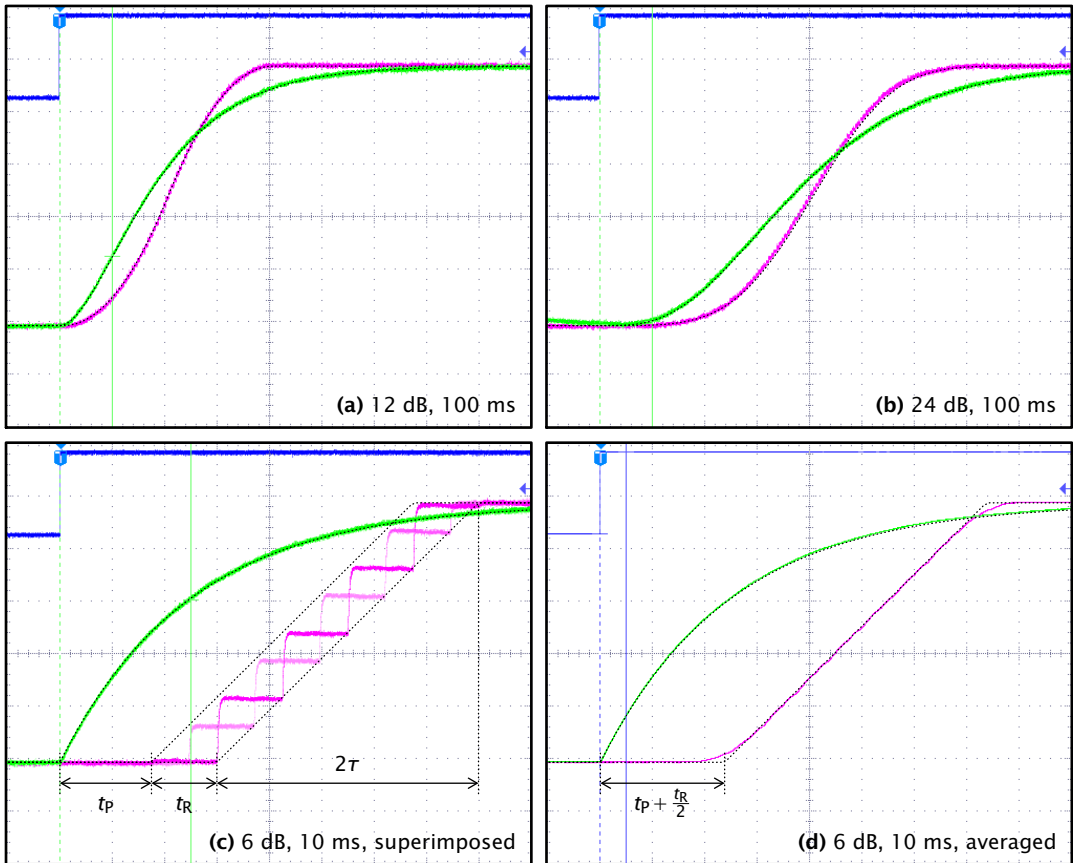 (a) 12 dB, 100 ms
(b) 24 dB, 100 ms
2τ
tP
tR
(c) 6 dB, 10 ms, superimposed
tP + tR/2
(d) 6 dB, 10 ms, averaged